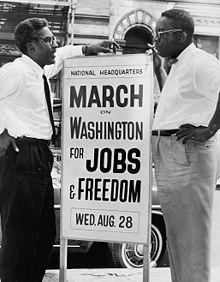 NATIONAL HEADQUARTERS
MARCH
ON
WASHINGTON
FOR JOBS
& FREEDOM
WED. AUG. 28